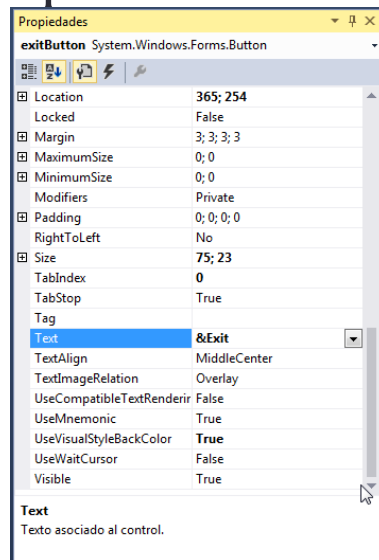 Propiedades
exitButton System.Windows.Forms.Button
Location 365; 254
Locked False
Margin 3; 3; 3; 3
MaximumSize 0; 0
MinimumSize 0; 0
Modifiers Private
Padding 0; 0; 0; 0
RightToLeft No
Size 75; 23
TabIndex 0
TabStop True
Tag
Text &Exit
TextAlign MiddleCenter
TextImageRelation Overlay
UseCompatibleTextRenderir False
UseMnemonic True
UseVisualStyleBackColor True
UseWaitCursor False
Visible True
Text
Texto asociado al control.